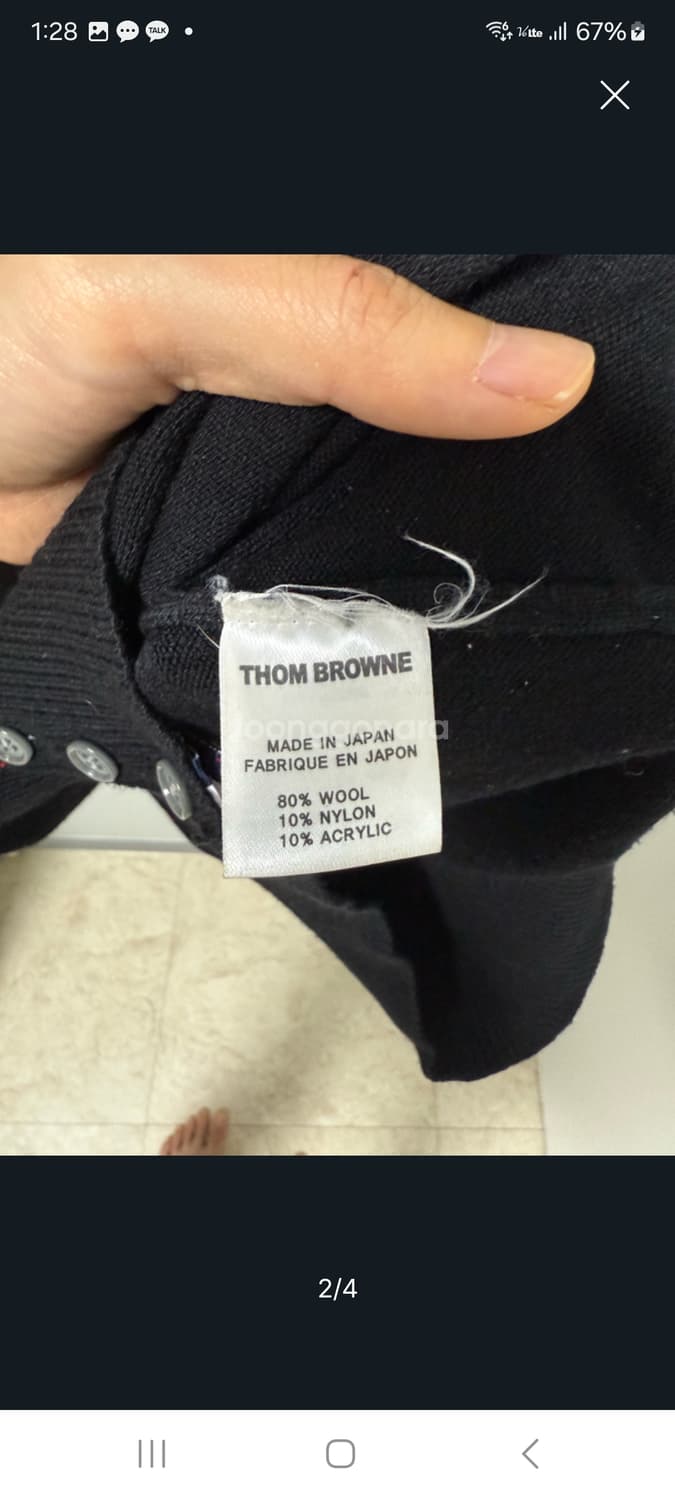 1:28
TALK
67%
THOM BROWNE
joonggonara
MADE IN JAPAN
FABRIQUE EN JAPON
80% WOOL
10% NYLON
10% ACRYLIC
2/4